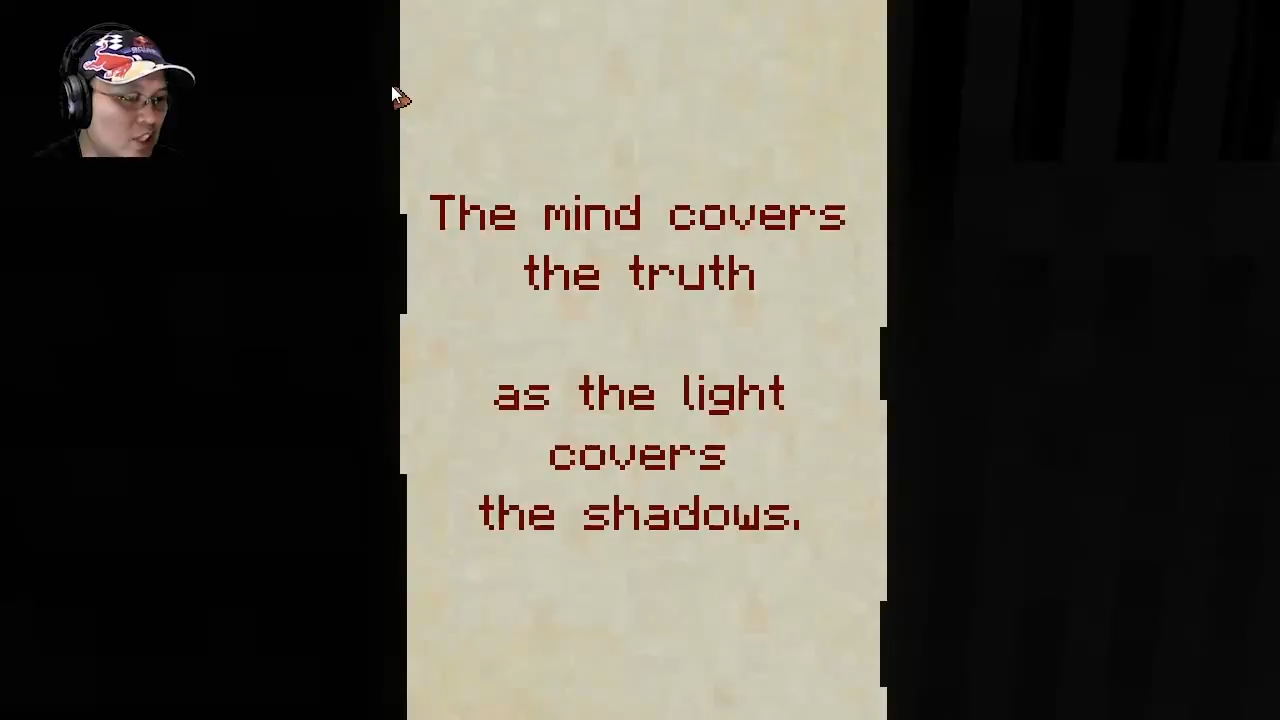 The mind covers
the truth
as the light
covers
the shadows.